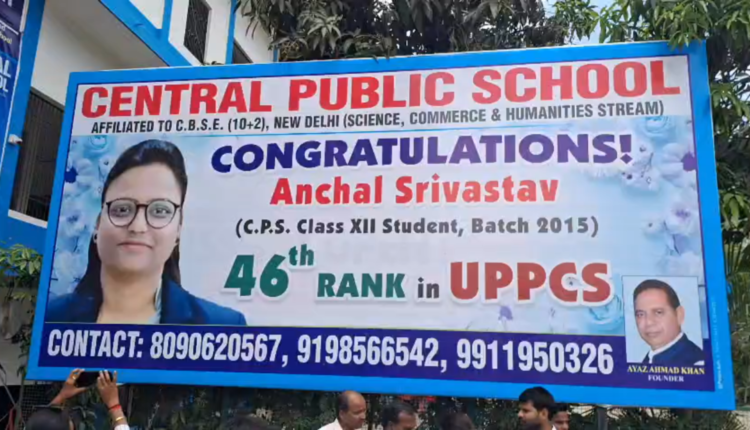 CENTRAL PUBLIC SCHOOL
AFFILIATED TO C.B.S.E. (10+2), NEW DELHI (SCIENCE, COMMERCE & HUMANITIES STREAM)
CONGRATULATIONS!
Anchal Srivastav
(C.P.S. Class XII Student, Batch 2015)
46th RANK in UPPCS
CONTACT: 8090620567, 9198566542, 9911950326
AYAZ AHMAD KHAN
FOUNDER